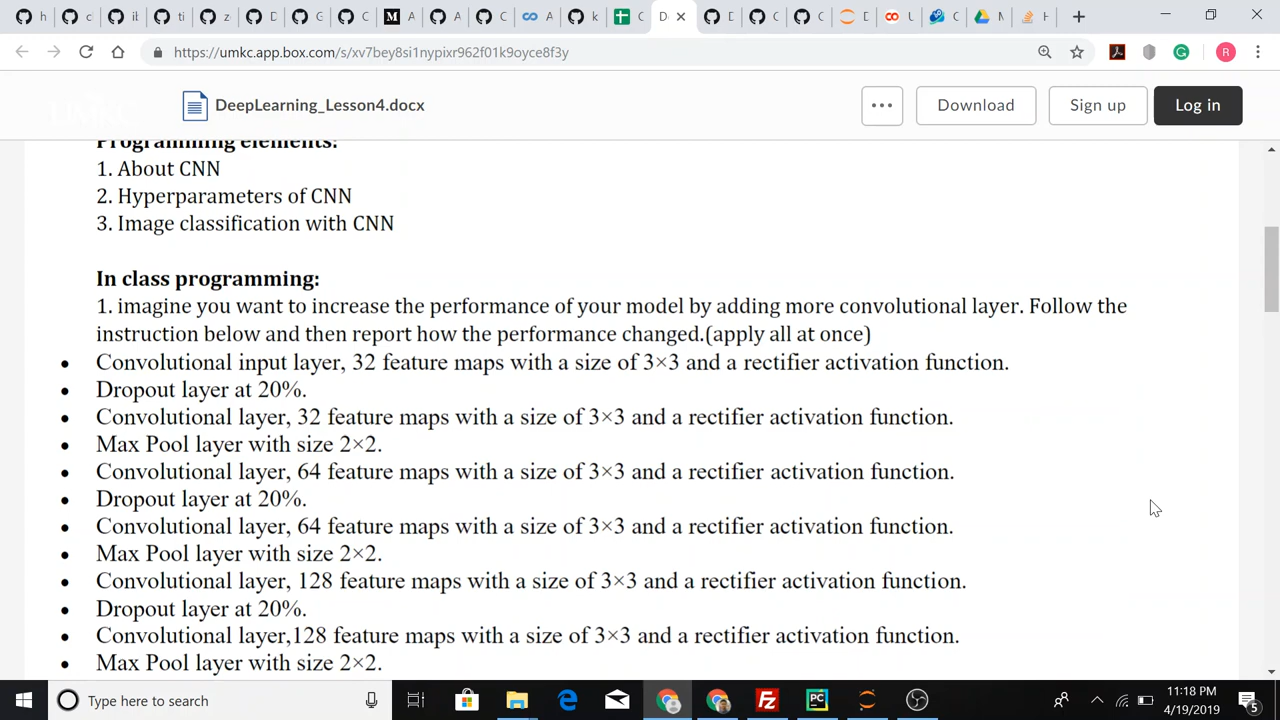 h
c
il
ti
z
Deep
D
G
C
M
A
A
C
A
k
C
D
D
C
C
D
U
C
M
H
https://umkc.app.box.com/s/xv7bey8si1nypixr962f01k9oyce8f3y
R
UMKC
DeepLearning_Lesson4.docx
Download
Sign up
Log in
Programming elements:
1. About CNN
2. Hyperparameters of CNN
3. Image classification with CNN
In class programming:
1. imagine you want to increase the performance of your model by adding more convolutional layer. Follow the
instruction below and then report how the performance changed.(apply all at once)
• Convolutional input layer, 32 feature maps with a size of 3×3 and a rectifier activation function.
• Dropout layer at 20%.
• Convolutional layer, 32 feature maps with a size of 3×3 and a rectifier activation function.
• Max Pool layer with size 2×2.
• Convolutional layer, 64 feature maps with a size of 3×3 and a rectifier activation function.
• Dropout layer at 20%.
• Convolutional layer, 64 feature maps with a size of 3×3 and a rectifier activation function.
• Max Pool layer with size 2×2.
• Convolutional layer, 128 feature maps with a size of 3×3 and a rectifier activation function.
• Dropout layer at 20%.
• Convolutional layer,128 feature maps with a size of 3×3 and a rectifier activation function.
• Max Pool layer with size 2×2.
Type here to search
PC
Fz
11:18 PM
4/19/2019
5